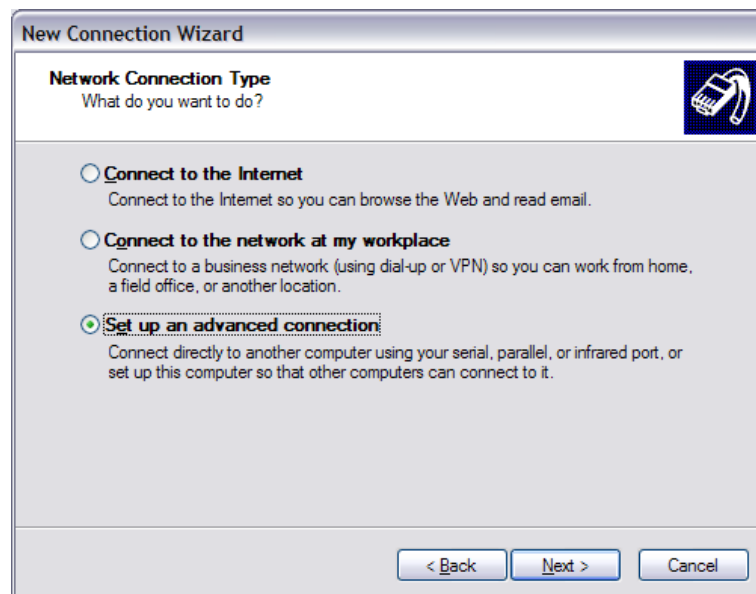 New Connection Wizard
Network Connection Type
What do you want to do?
Connect to the Internet
Connect to the Internet so you can browse the Web and read email.
Connect to the network at my workplace
Connect to a business network (using dial-up or VPN) so you can work from home,
a field office, or another location.
Set up an advanced connection
Connect directly to another computer using your serial, parallel, or infrared port, or
set up this computer so that other computers can connect to it.
< Back Next > Cancel